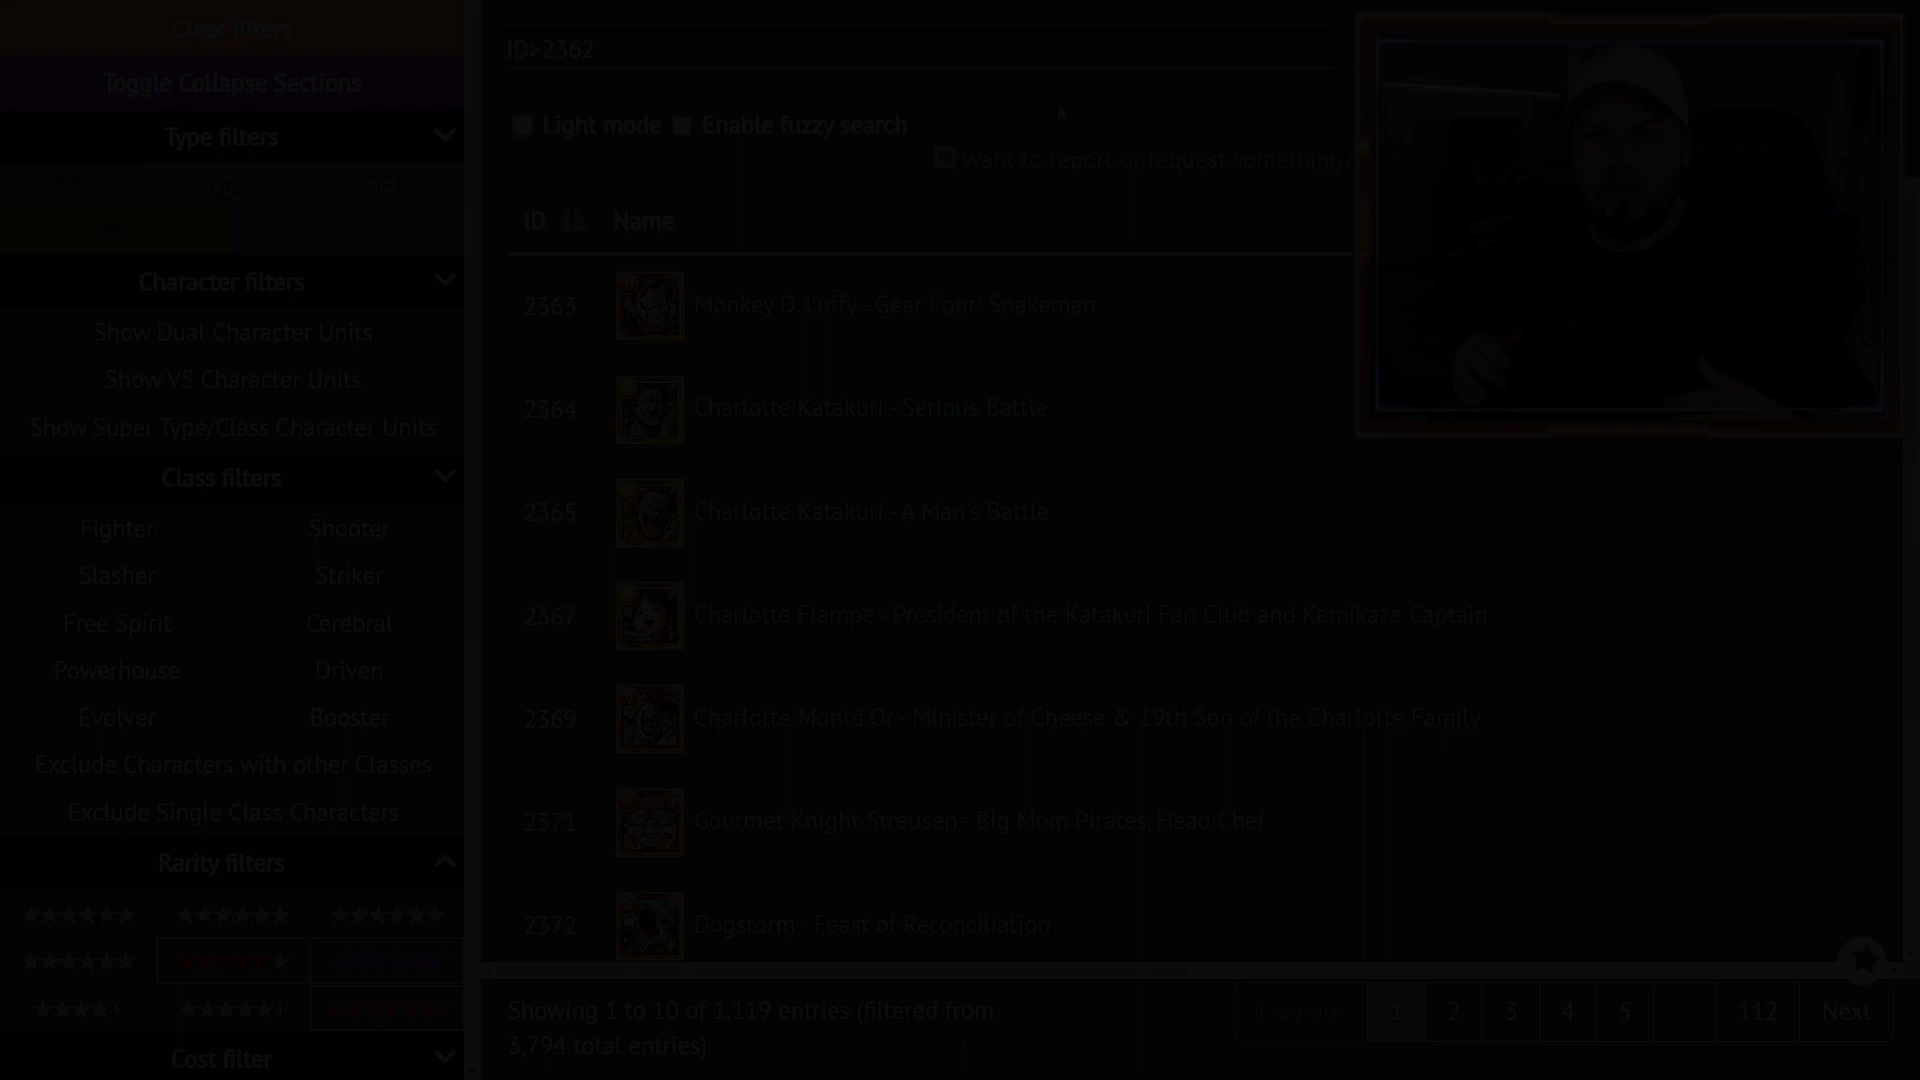 Clear filters
Toggle Collapse Sections
Type filters
QCK
Character filters
Show Dual Character Units
Show VS Character Units
Show Super Type/Class Character Units
Class filters
Fighter Shooter
Slasher Striker
Free Spirit Cerebral
Powerhouse Driven
Evolver Booster
Exclude Characters with other Classes
Exclude Single Class Characters
Rarity filters
★★★★★★ ★★★★★★ ★★★★★★
★★★★★★ ★★★★★★
★★★★+ ★★★★★+
Cost filter
ID>2362
Light mode Enable fuzzy search
Want to report or request something?
ID Name
2363 Monkey D. Luffy - Gear Four: Snakeman
2364 Charlotte Katakuri - Serious Battle
2365 Charlotte Katakuri - A Man's Battle
2367 Charlotte Flampe - President of the Katakuri Fan Club and Kamikaze Captain
2369 Charlotte Montd'Or - Minister of Cheese & 19th Son of the Charlotte Family
2371 Gourmet Knight Streusen - Big Mom Pirates, Head Chef
2372 Dogstorm - Feast of Reconciliation
Showing 1 to 10 of 1,119 entries (filtered from
3,794 total entries)
Previous 1 2 3 4 5 112 Next